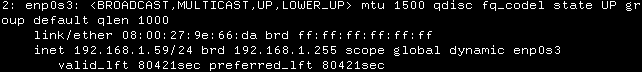 2: enp0s3: <BROADCAST,MULTICAST,UP,LOWER_UP> mtu 1500 qdisc fq_codel state UP gr
oup default qlen 1000
link/ether 08:00:27:9e:66:da brd ff:ff:ff:ff:ff:ff
inet 192.168.1.59/24 brd 192.168.1.255 scope global dynamic enp0s3
valid_lft 80421sec preferred_lft 80421sec